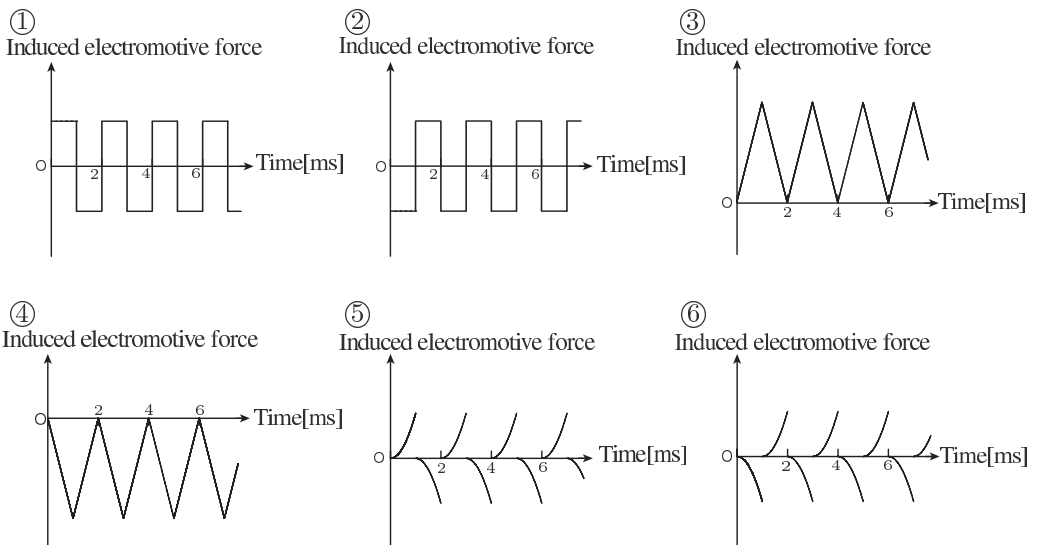 ① ② ③
Induced electromotive force Induced electromotive force Induced electromotive force
O 2 4 6 Time[ms] O 2 4 6 Time[ms] O 2 4 6 Time[ms]
④ ⑤ ⑥
Induced electromotive force Induced electromotive force Induced electromotive force
O 2 4 6 Time[ms] O 2 4 6 Time[ms] O 2 4 6 Time[ms]